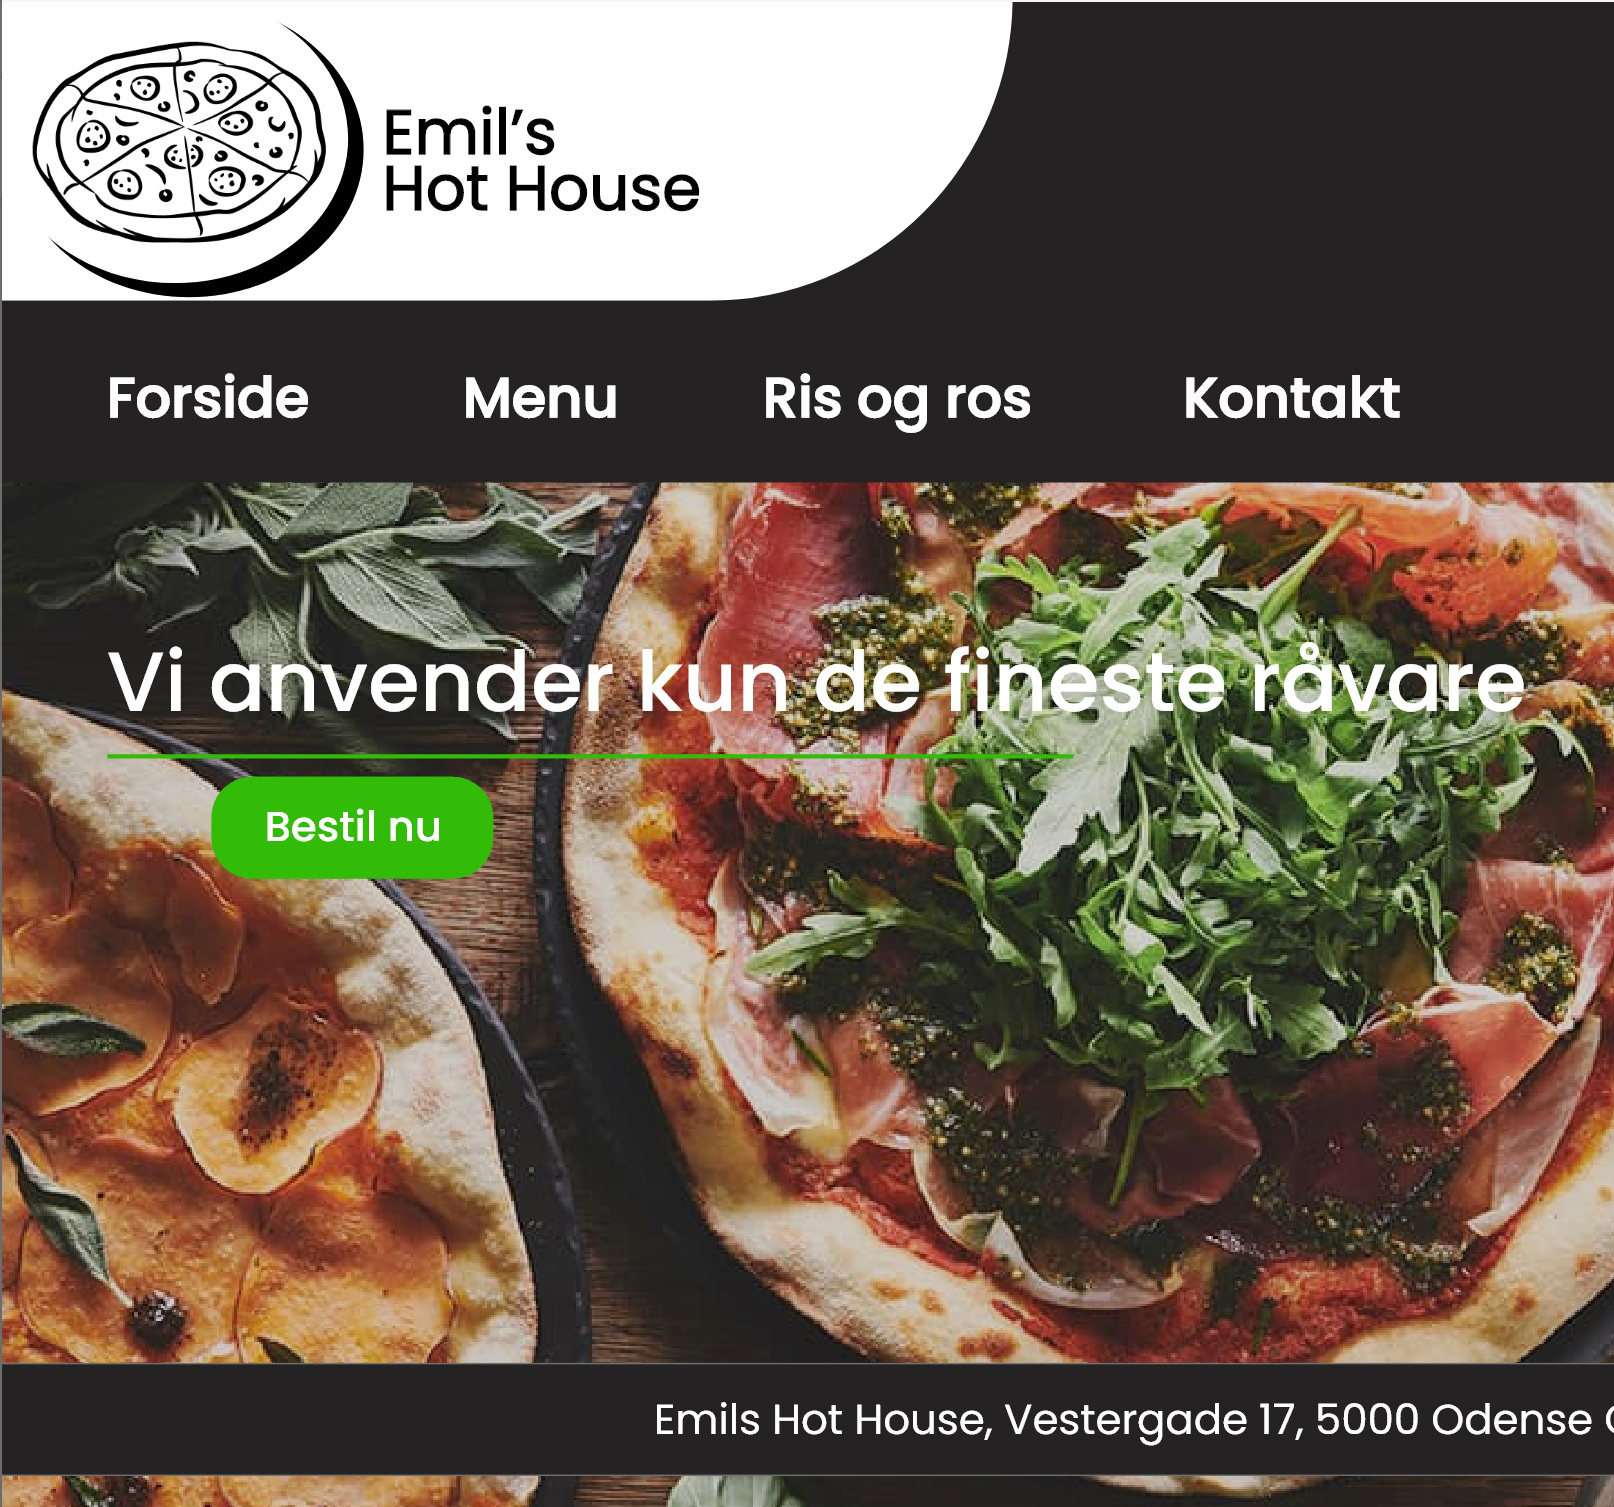 Emil’s
Hot House
Forside Menu Ris og ros Kontakt
Vi anvender kun de fineste råvare
Bestil nu
Emils Hot House, Vestergade 17, 5000 Odense